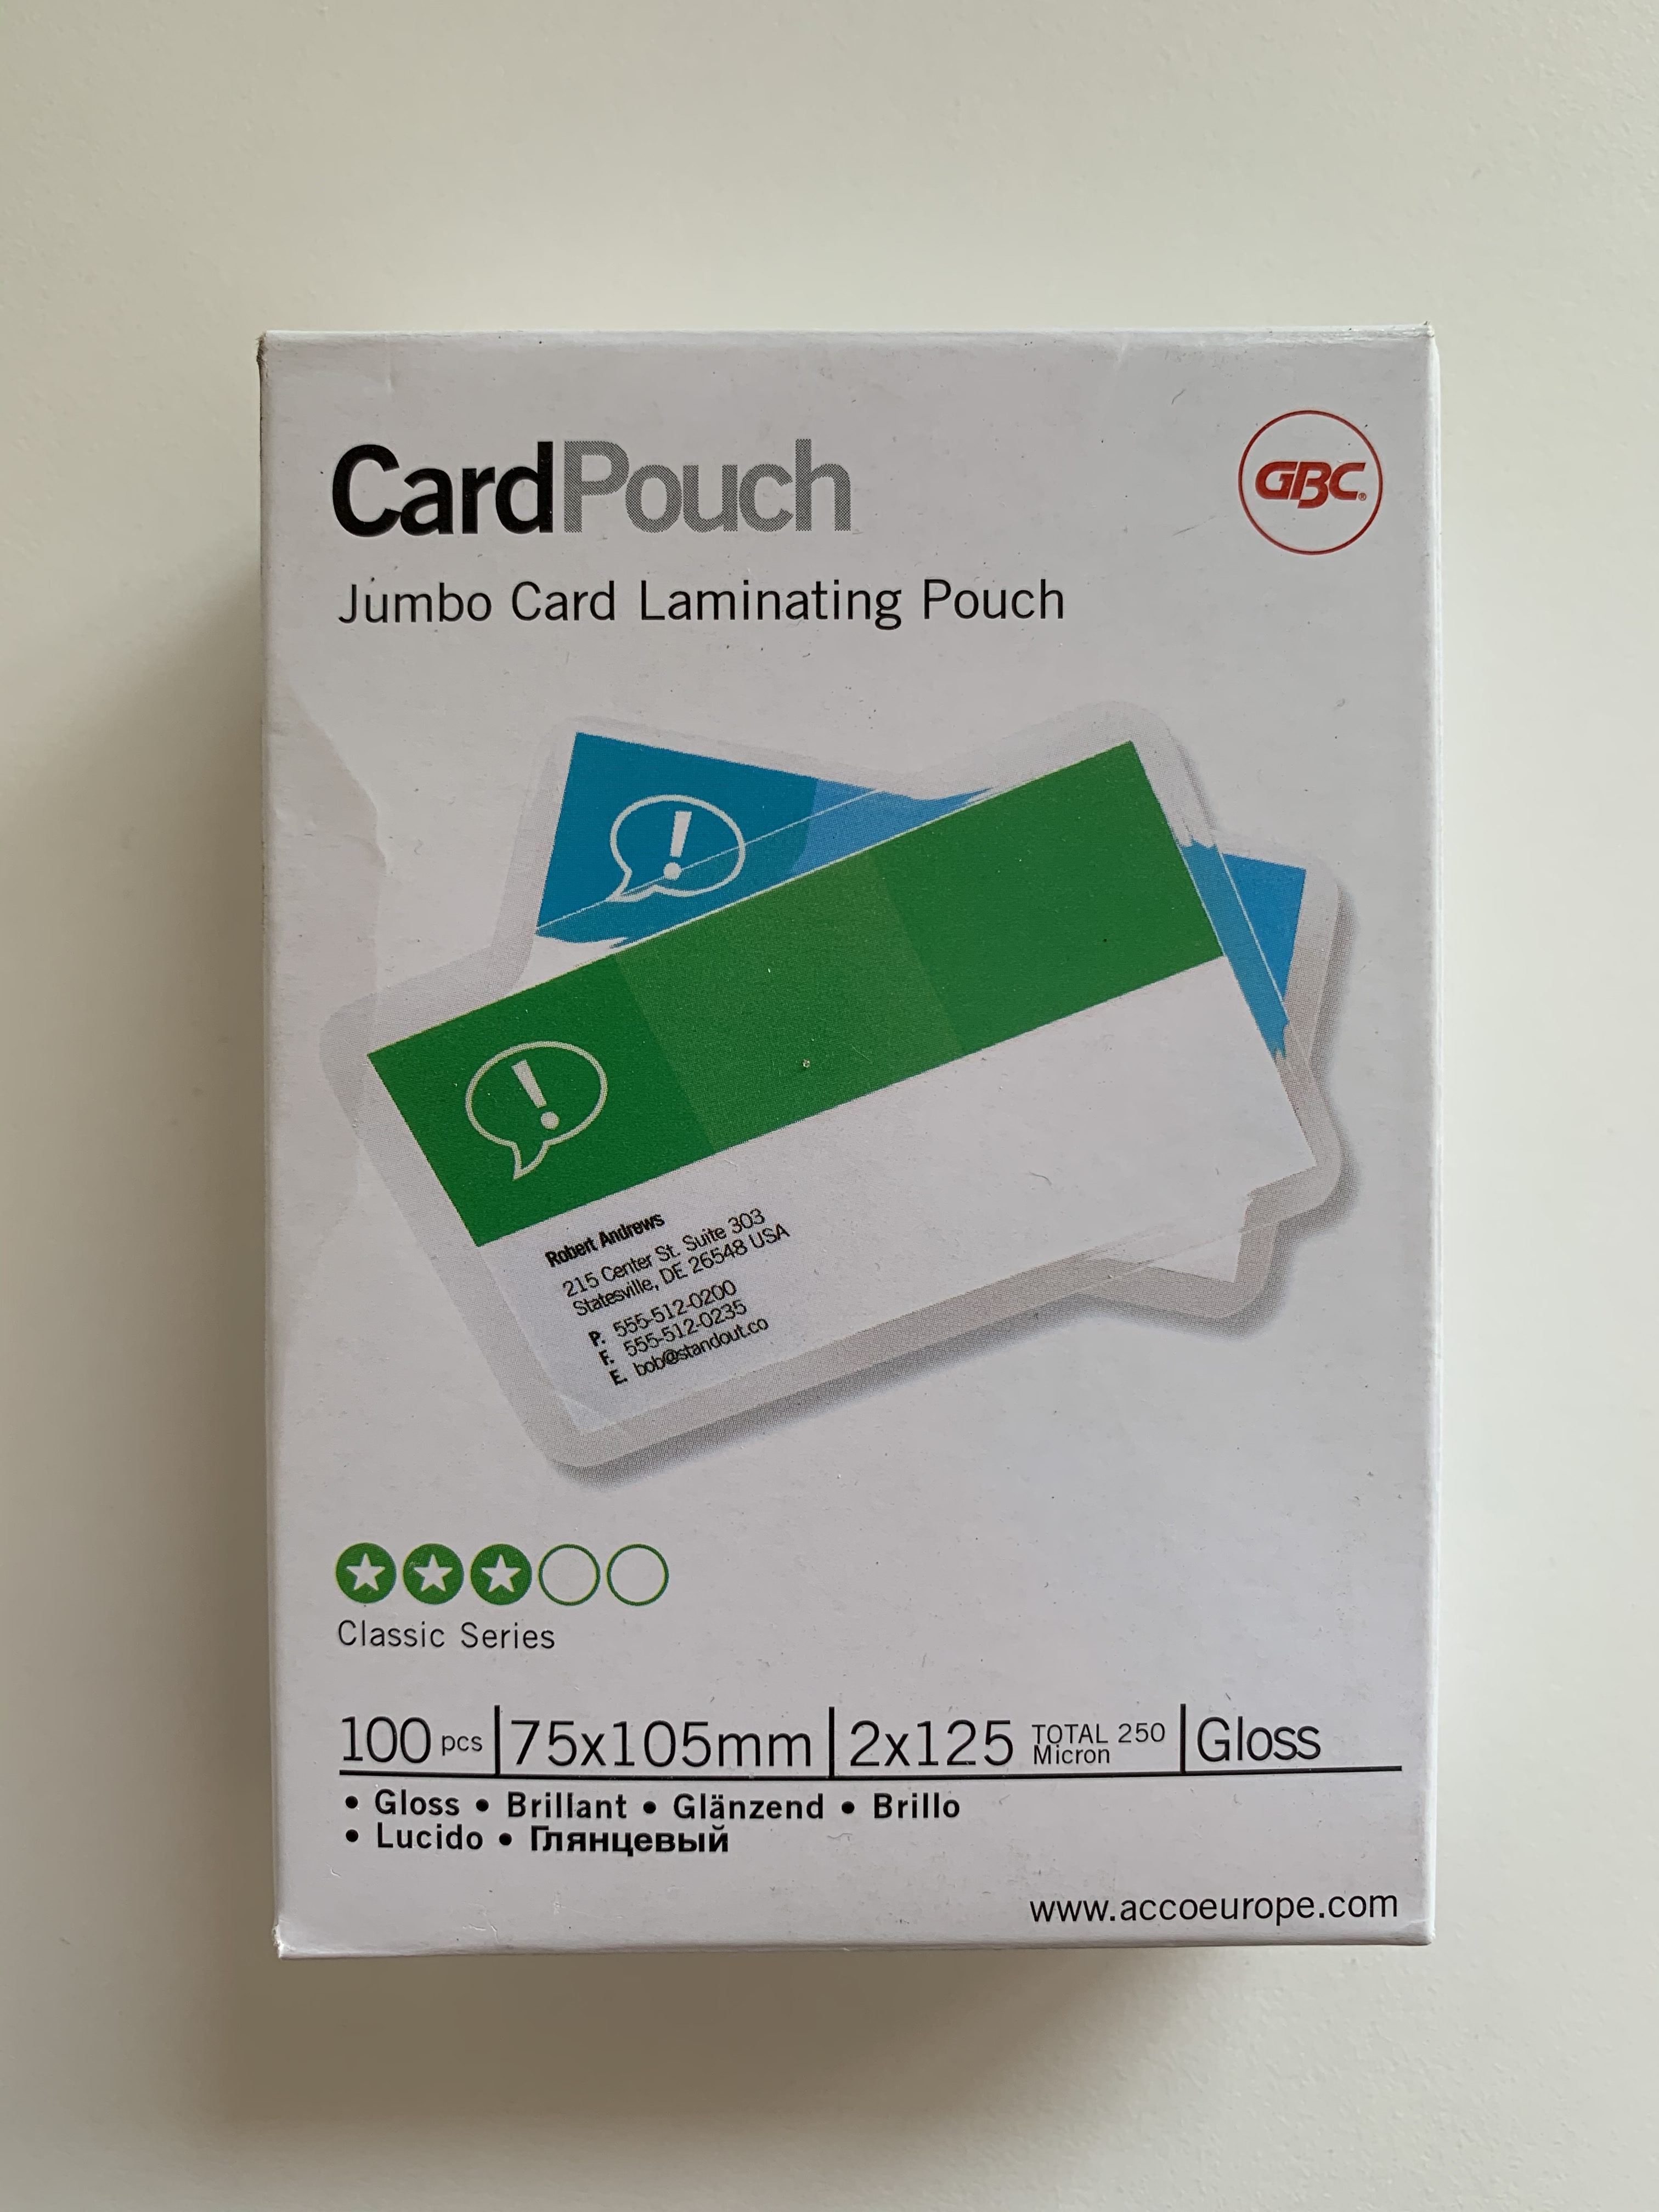 CardPouch
GBC®
Jumbo Card Laminating Pouch
Robert Andrews
215 Center St. Suite 303
Statesville, DE 26548 USA
P. 555-512-0200
F. 555-512-0235
E. bob@standout.co
Classic Series
100 pcs 75x105mm 2x125 TOTAL 250 Micron Gloss
• Gloss • Brillant • Glänzend • Brillo
• Lucido • Глянцевый
www.accoeurope.com